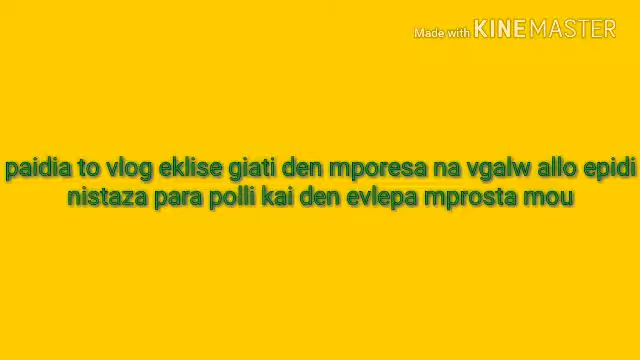 Made with KINEMASTER
paidia to vlog eklise giati den mporesa na vgalw allo epidi
nistaza para polli kai den evlepa mprosta mou